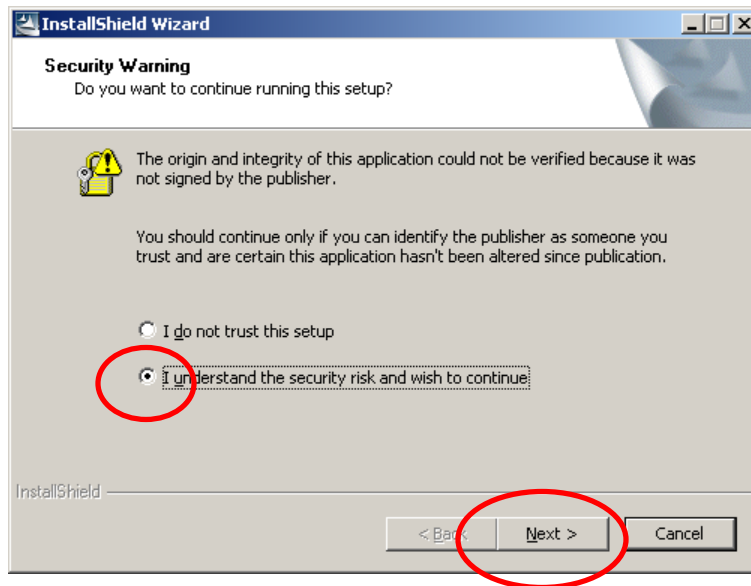 InstallShield Wizard
Security Warning
Do you want to continue running this setup?
The origin and integrity of this application could not be verified because it was
not signed by the publisher.
You should continue only if you can identify the publisher as someone you
trust and are certain this application hasn't been altered since publication.
I do not trust this setup
I understand the security risk and wish to continue
InstallShield
< Back Next > Cancel